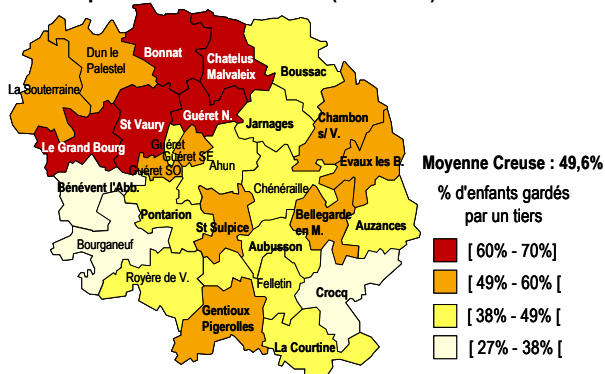 Dun le
Palestel
Bonnat
Chatelus
Malvaleix
Boussac
La Souterraine
Chambon
s/ V.
Guéret N.
St Vaury
Jarnages
Le Grand Bourg
Guéret
Guéret SE
Guéret SO
Évaux les B.
Ahun
Bénévent l'Abb.
Chénéraille
Pontarion
St Sulpice
Bellegarde
en M.
Auzances
Bourganeuf
Aubusson
Royère de V.
Felletin
Crocq
Gentioux
Pigerolles
La Courtine
Moyenne Creuse : 49,6%
% d'enfants gardés
par un tiers
[ 60% - 70%]
[ 49% - 60% [
[ 38% - 49% [
[ 27% - 38% [